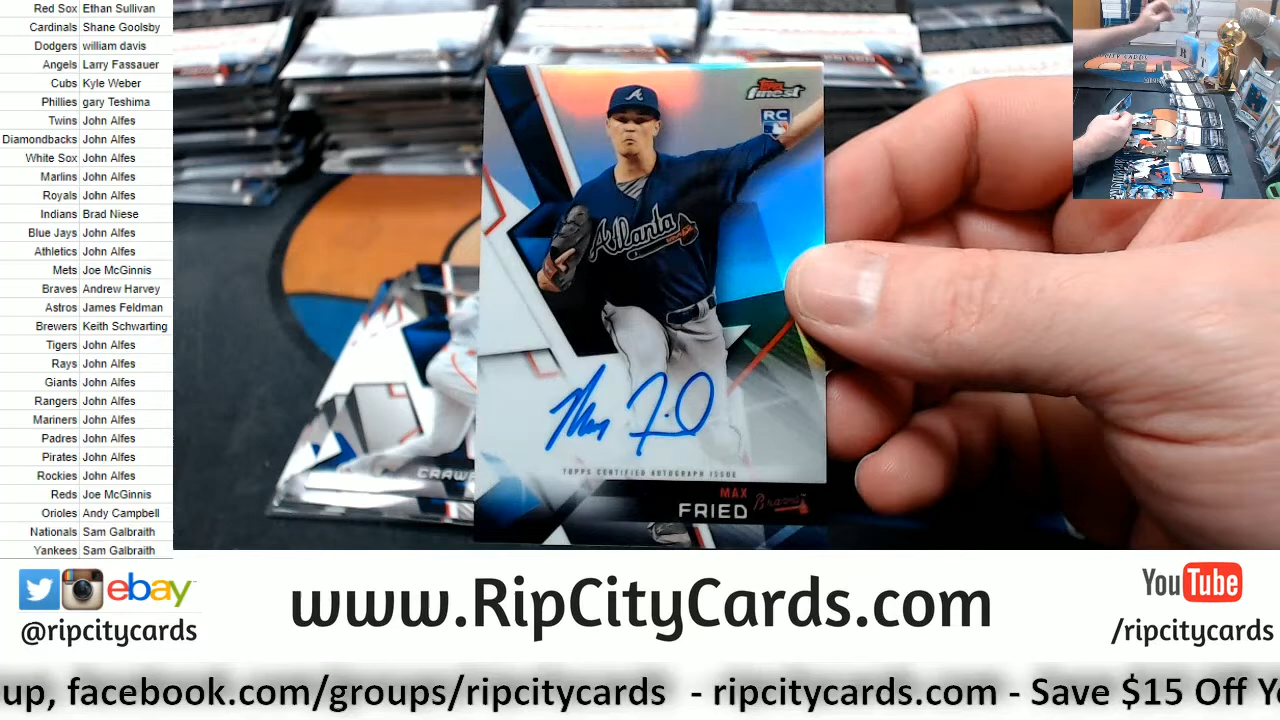 Red Sox Ethan Sullivan
Cardinals Shane Goolsby
Dodgers william davis
Angels Larry Fassauer
Cubs Kyle Weber
Phillies gary Teshima
Twins John Alfes
Diamondbacks John Alfes
White Sox John Alfes
Marlins John Alfes
Royals John Alfes
Indians Brad Niese
Blue Jays John Alfes
Athletics John Alfes
Mets Joe McGinnis
Braves Andrew Harvey
Astros James Feldman
Brewers Keith Schwarting
Tigers John Alfes
Rays John Alfes
Giants John Alfes
Rangers John Alfes
Mariners John Alfes
Padres John Alfes
Pirates John Alfes
Rockies John Alfes
Reds Joe McGinnis
Orioles Andy Campbell
Nationals Sam Galbraith
Yankees Sam Galbraith
Topps
finest
RC
A
Atlanta
Max Fried
TOPPS CERTIFIED AUTOGRAPH ISSUE
MAX
FRIED
Braves
CRAW
ebay
@ripcitycards
www.RipCityCards.com
YouTube
/ripcitycards
up, facebook.com/groups/ripcitycards - ripcitycards.com - Save $15 Off Y